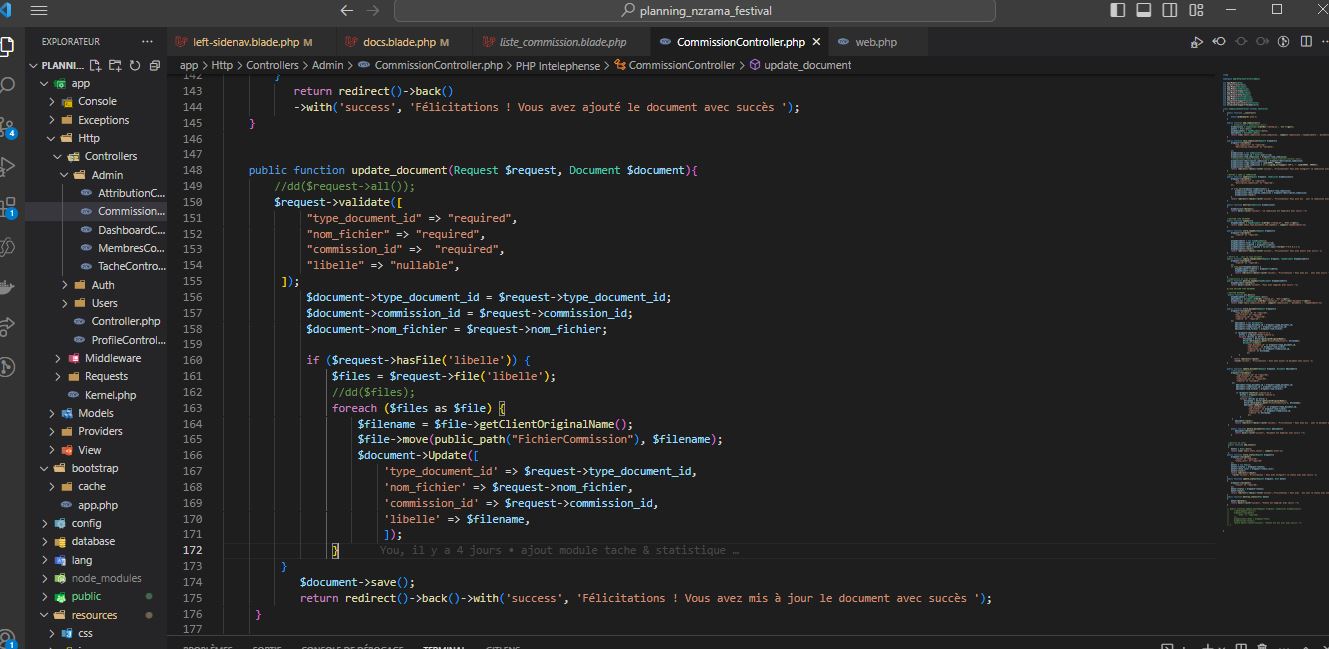 planning_nzrama_festival
EXPLORATEUR
left-sidenav.blade.php M
docs.blade.php M
liste_commission.blade.php
CommissionController.php
web.php
PLANNI...
app > Http > Controllers > Admin > CommissionController.php > PHP Intelephense > CommissionController > update_document
app
Console
Exceptions
Http
Controllers
Admin
AttributionC...
Commission...
DashboardC...
MembresCo...
TacheContro...
Auth
Users
Controller.php
ProfileControl...
Middleware
Requests
Kernel.php
Models
Providers
View
bootstrap
cache
app.php
config
database
lang
node_modules
public
resources
css
4
1
1
142 }
143 return redirect()->back()
144 ->with('success', 'Félicitations ! Vous avez ajouté le document avec succès ');
145 }
146
147
148 public function update_document(Request $request, Document $document){
149 //dd($request->all());
150 $request->validate([
151 "type_document_id" => "required",
152 "nom_fichier" => "required",
153 "commission_id" => "required",
154 "libelle" => "nullable",
155 ]);
156 $document->type_document_id = $request->type_document_id;
157 $document->commission_id = $request->commission_id;
158 $document->nom_fichier = $request->nom_fichier;
159
160 if ($request->hasFile('libelle')) {
161 $files = $request->file('libelle');
162 //dd($files);
163 foreach ($files as $file) {
164 $filename = $file->getClientOriginalName();
165 $file->move(public_path("FichierCommission"), $filename);
166 $document->Update([
167 'type_document_id' => $request->type_document_id,
168 'nom_fichier' => $request->nom_fichier,
169 'commission_id' => $request->commission_id,
170 'libelle' => $filename,
171 ]);
172 } You, il y a 4 jours • ajout module tache & statistique …
173 }
174 $document->save();
175 return redirect()->back()->with('success', 'Félicitations ! Vous avez mis à jour le document avec succès ');
176 }
177
PROBLÈMES SORTIE CONSOLE DE DÉBOGAGE TERMINAL GITLENS